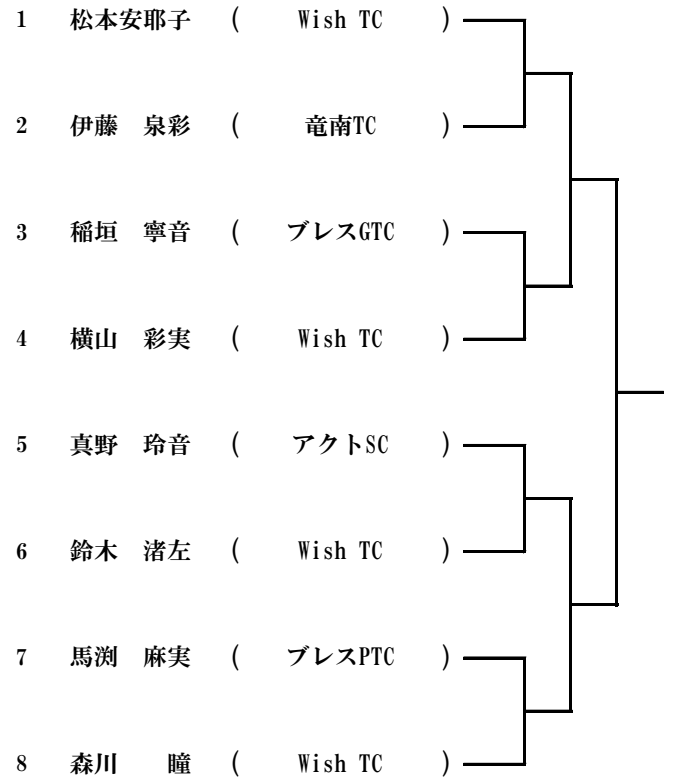 1 松本安耶子 ( Wish TC )
2 伊藤 泉彩 ( 竜南TC )
3 稲垣 寧音 ( ブレスGTC )
4 横山 彩実 ( Wish TC )
5 真野 玲音 ( アクトSC )
6 鈴木 渚左 ( Wish TC )
7 馬渕 麻実 ( ブレスPTC )
8 森川 瞳 ( Wish TC )